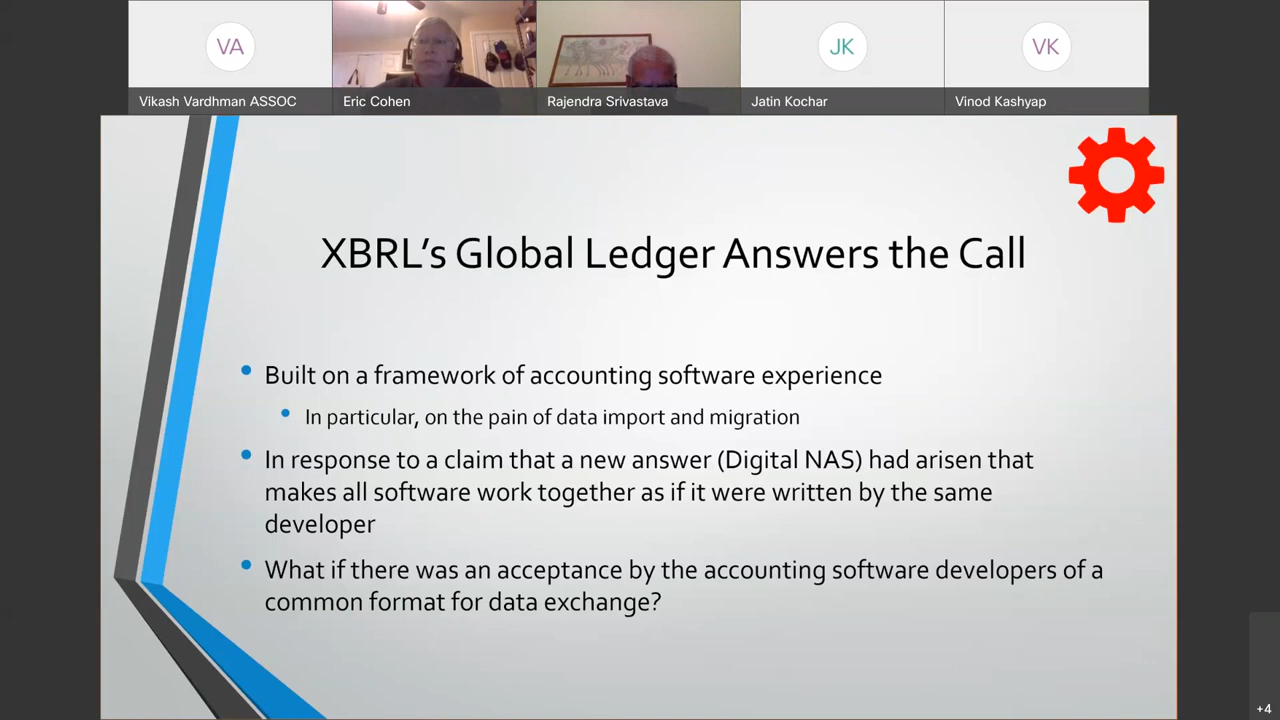 VA
JK
VK
Vikash Vardhman ASSOC
Eric Cohen
Rajendra Srivastava
Jatin Kochar
Vinod Kashyap
XBRL's Global Ledger Answers the Call
Built on a framework of accounting software experience
In particular, on the pain of data import and migration
In response to a claim that a new answer (Digital NAS) had arisen that
makes all software work together as if it were written by the same
developer
What if there was an acceptance by the accounting software developers of a
common format for data exchange?
+4